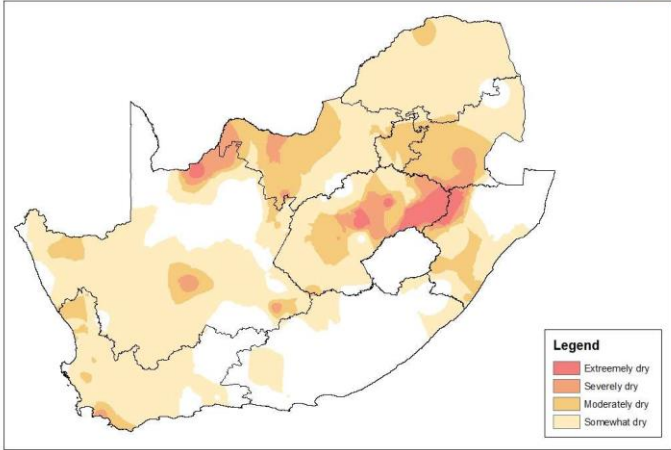 Legend
Extreemely dry
Severely dry
Moderately dry
Somewhat dry